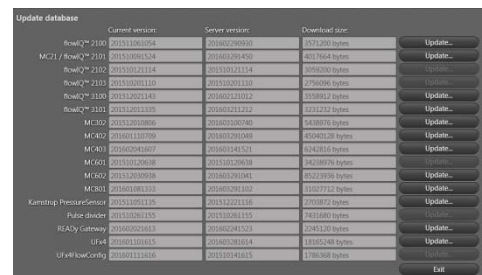 Update database
Current version: Server version: Download size:
flowIQ™ 2100 201511061054 201602290930 3571200 bytes Update...
MC21 / flowIQ™ 2101 201510091524 201603291450 4017664 bytes Update...
flowIQ™ 2102 201510121114 201510121114 3059200 bytes Update...
flowIQ™ 2103 201510201110 201510201110 2756096 bytes Update...
flowIQ™ 3100 201512021143 201602121012 3558912 bytes Update...
flowIQ™ 3101 201512011335 201603211212 3231232 bytes Update...
MC302 201512010806 201603100740 5438976 bytes Update...
MC402 201601110709 201603291049 45040128 bytes Update...
MC403 201602041607 201603141521 6242816 bytes Update...
MC601 201510120638 201510120638 34238976 bytes Update...
MC602 201512030938 201603291041 85223936 bytes Update...
MC801 201601081333 201603291102 31027712 bytes Update...
Kamstrup PressureSensor 201511051135 201512221116 2703872 bytes Update...
Pulse divider 201510261155 201510261155 7431680 bytes Update...
READy Gateway 201602021613 201602241523 2245120 bytes Update...
UFx4 201601101615 201603281614 18165248 bytes Update...
UFx4FlowConfig 201601111616 201510141615 1786368 bytes Update...
Exit